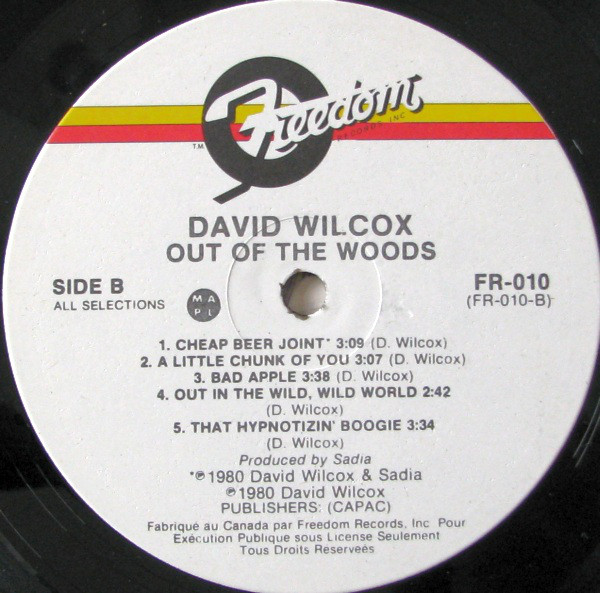 Freedom
RECORDS INC
T.M.
DAVID WILCOX
OUT OF THE WOODS
SIDE B
ALL SELECTIONS
M A
P L
FR-010
(FR-010-B)
1. CHEAP BEER JOINT* 3:09 (D. Wilcox)
2. A LITTLE CHUNK OF YOU 3:07 (D. Wilcox)
3. BAD APPLE 3:38 (D. Wilcox)
4. OUT IN THE WILD, WILD WORLD 2:42
(D. Wilcox)
5. THAT HYPNOTIZIN' BOOGIE 3:34
(D. Wilcox)
Produced by Sadia
*℗1980 David Wilcox & Sadia
℗1980 David Wilcox
PUBLISHERS: (CAPAC)
Fabriqué au Canada par Freedom Records, Inc Pour
Exécution Publique sous License Seulement
Tous Droits Reserveés